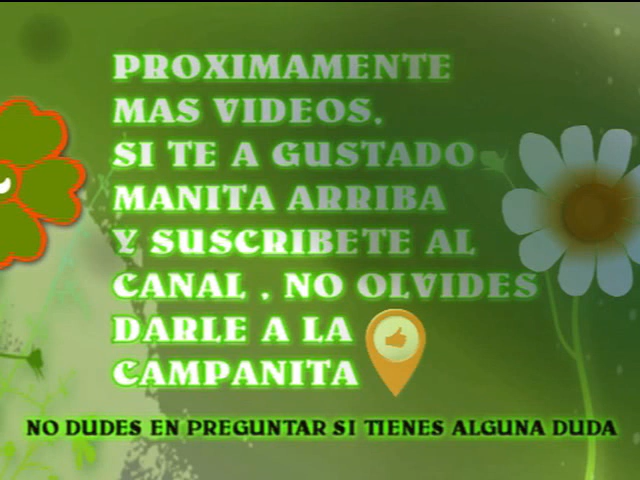 PROXIMAMENTE
MAS VIDEOS.
SI TE A GUSTADO
MANITA ARRIBA
Y SUSCRIBETE AL
CANAL , NO OLVIDES
DARLE A LA
CAMPANITA
NO DUDES EN PREGUNTAR SI TIENES ALGUNA DUDA